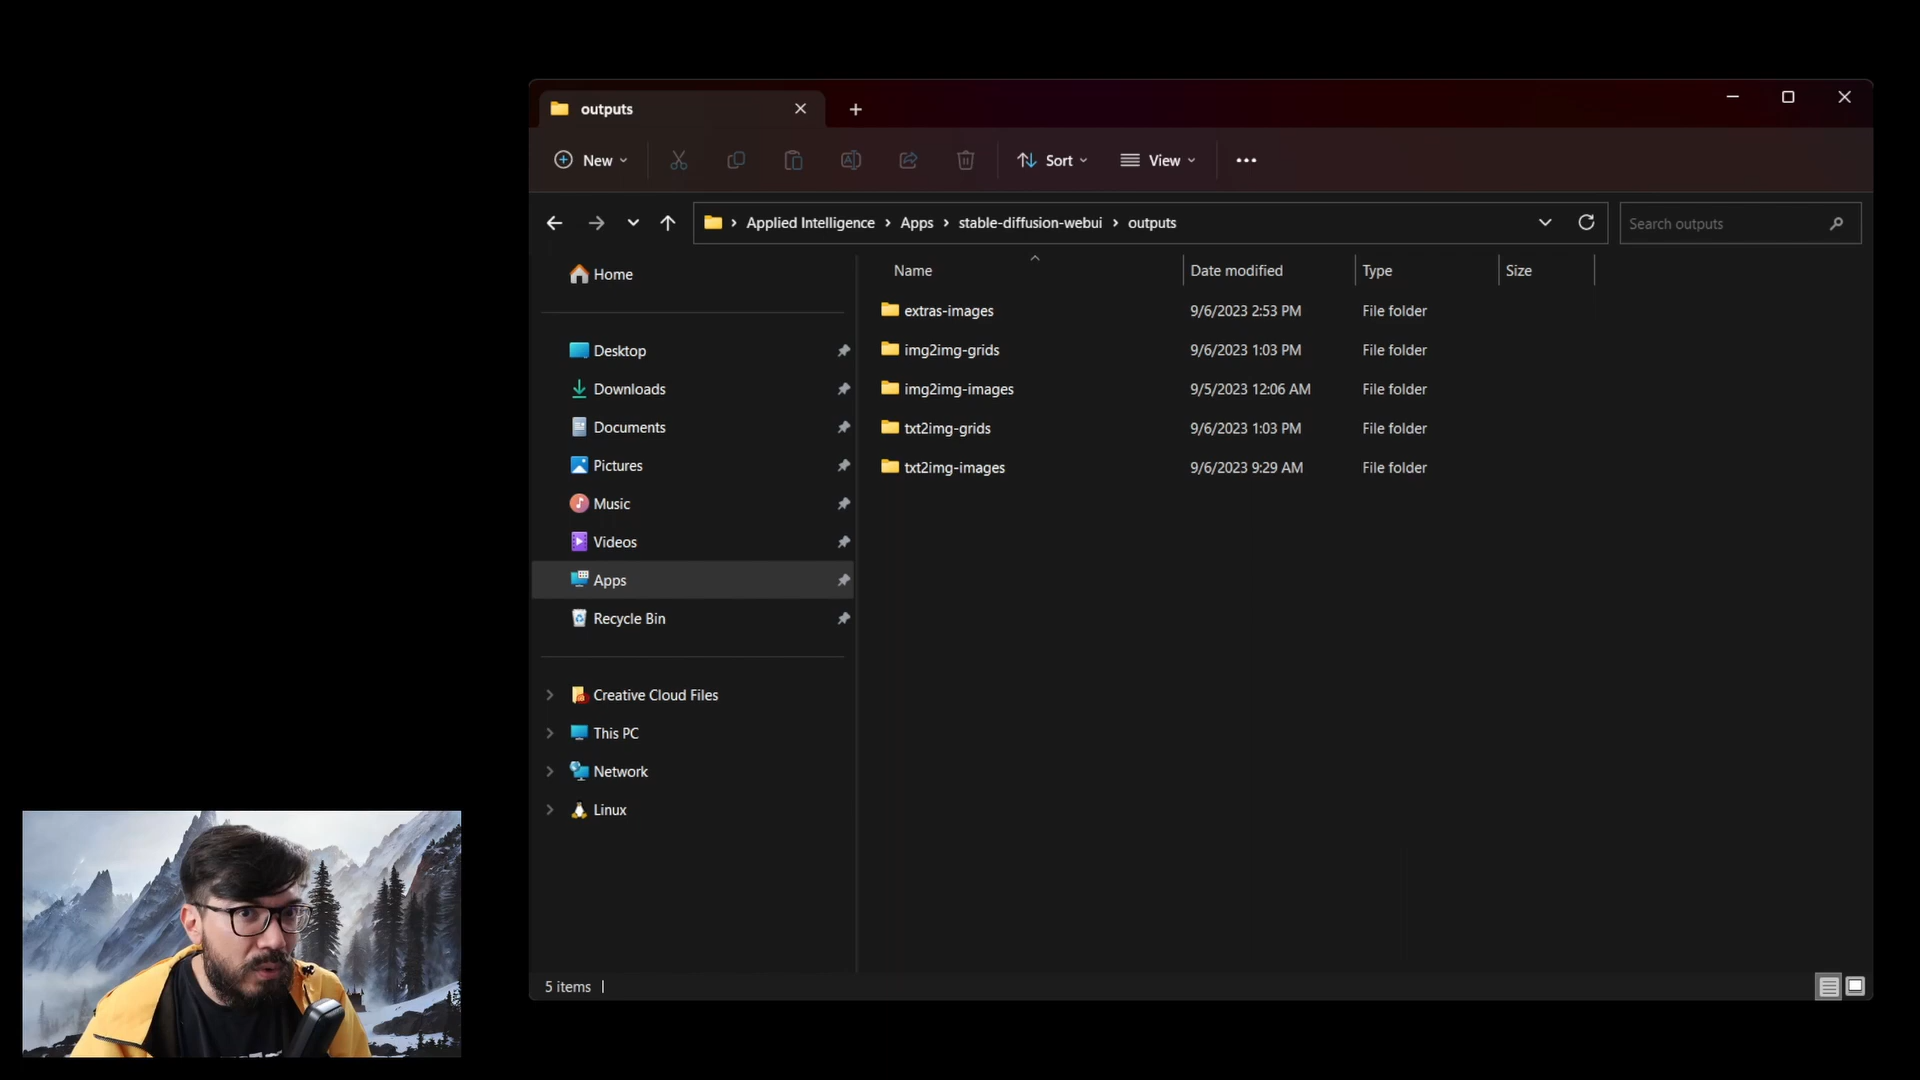 outputs
New
Sort
View
Applied Intelligence
Apps
stable-diffusion-webui
outputs
Search outputs
Home
Desktop
Downloads
Documents
Pictures
Music
Videos
Apps
Recycle Bin
Creative Cloud Files
This PC
Network
Linux
Name Date modified Type Size
extras-images 9/6/2023 2:53 PM File folder
img2img-grids 9/6/2023 1:03 PM File folder
img2img-images 9/5/2023 12:06 AM File folder
txt2img-grids 9/6/2023 1:03 PM File folder
txt2img-images 9/6/2023 9:29 AM File folder
5 items